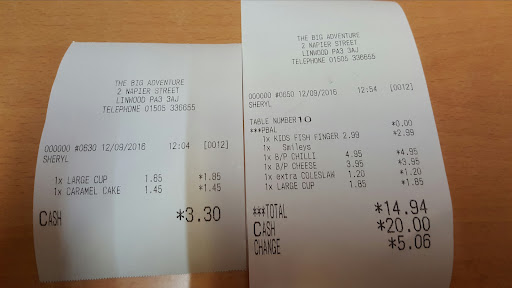 THE BIG ADVENTURE
2 NAPIER STREET
LINWOOD PA3 3AJ
TELEPHONE 01505 336655
000000 #0630 12/09/2016 12:04 [0012]
SHERYL
1x LARGE CUP 1.85 *1.85
1x CARAMEL CAKE 1.45 *1.45
CASH *3.30
THE BIG ADVENTURE
2 NAPIER STREET
LINWOOD PA3 3AJ
TELEPHONE 01505 336655
000000 #0650 12/09/2016 12:54 [0012]
SHERYL
TABLE NUMBER 10
***PBAL *0.00
1x KIDS FISH FINGER 2.99 *2.99
1x Smileys
1x B/P CHILLI 4.95 *4.95
1x B/P CHEESE 3.95 *3.95
1x extra COLESLAW 1.20 *1.20
1x LARGE CUP 1.85 *1.85
***TOTAL *14.94
CASH *20.00
CHANGE *5.06